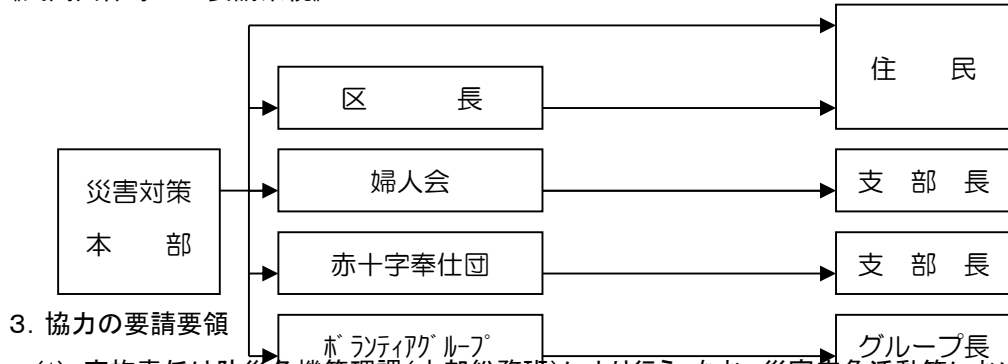 住 民
区 長
災害対策
本 部
婦人会
支 部 長
赤十字奉仕団
支 部 長
3. 協力の要請要領
ﾎﾞﾗﾝﾃｨｱｸﾞﾙｰﾌﾟ
グループ長